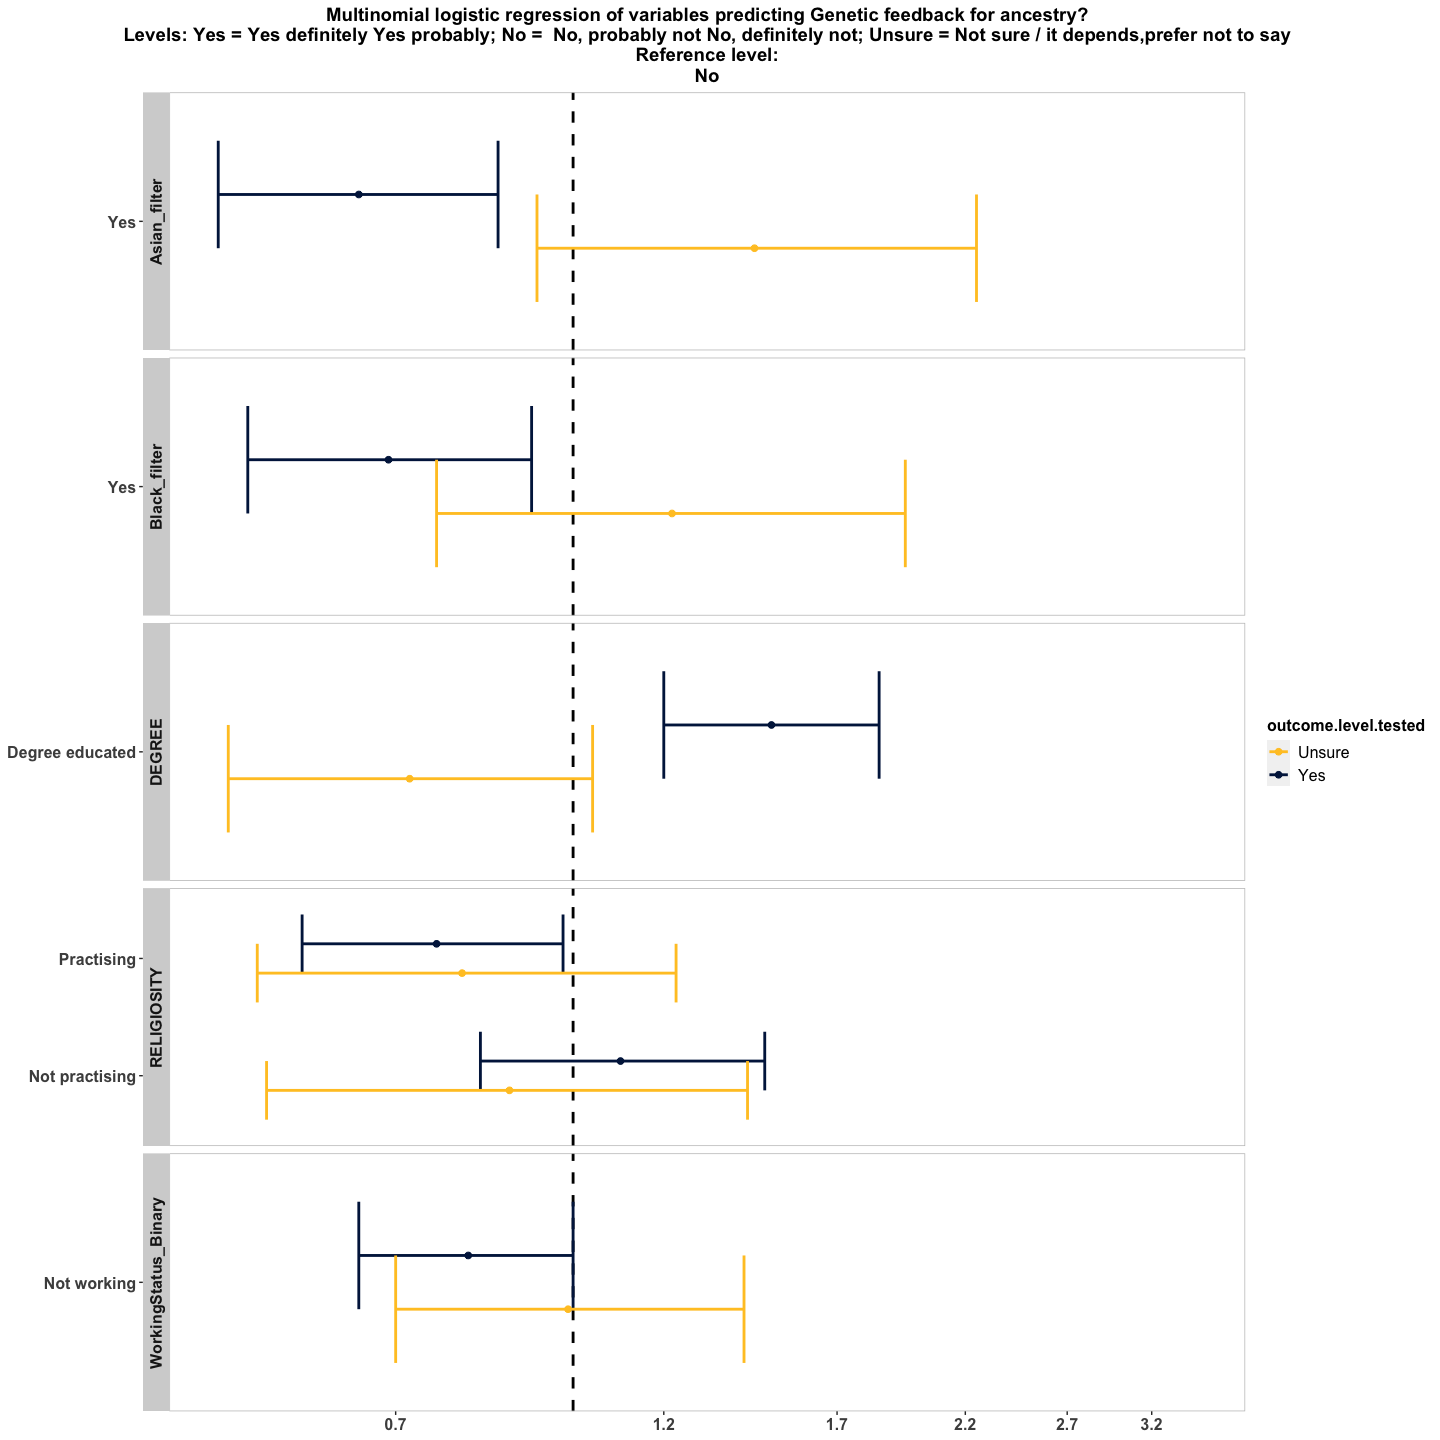 Multinomial logistic regression of variables predicting Genetic feedback for ancestry?
Levels: Yes = Yes definitely Yes probably; No =  No, probably not No, definitely not; Unsure = Not sure / it depends,prefer not to say
Reference level:
No
Asian_filter
Yes
Black_filter
Yes
DEGREE
Degree educated
RELIGIOSITY
Practising
Not practising
WorkingStatus_Binary
Not working
0.7 1.2 1.7 2.2 2.7 3.2
outcome.level.tested
Unsure
Yes